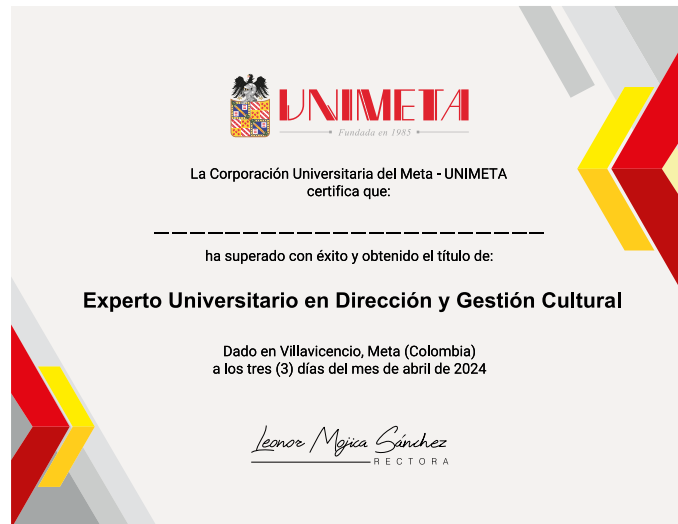 UNIMETA
Fundada en 1985
La Corporación Universitaria del Meta - UNIMETA
certifica que:
ha superado con éxito y obtenido el título de:
Experto Universitario en Dirección y Gestión Cultural
Dado en Villavicencio, Meta (Colombia)
a los tres (3) días del mes de abril de 2024
Leonor Mojica Sánchez
RECTORA